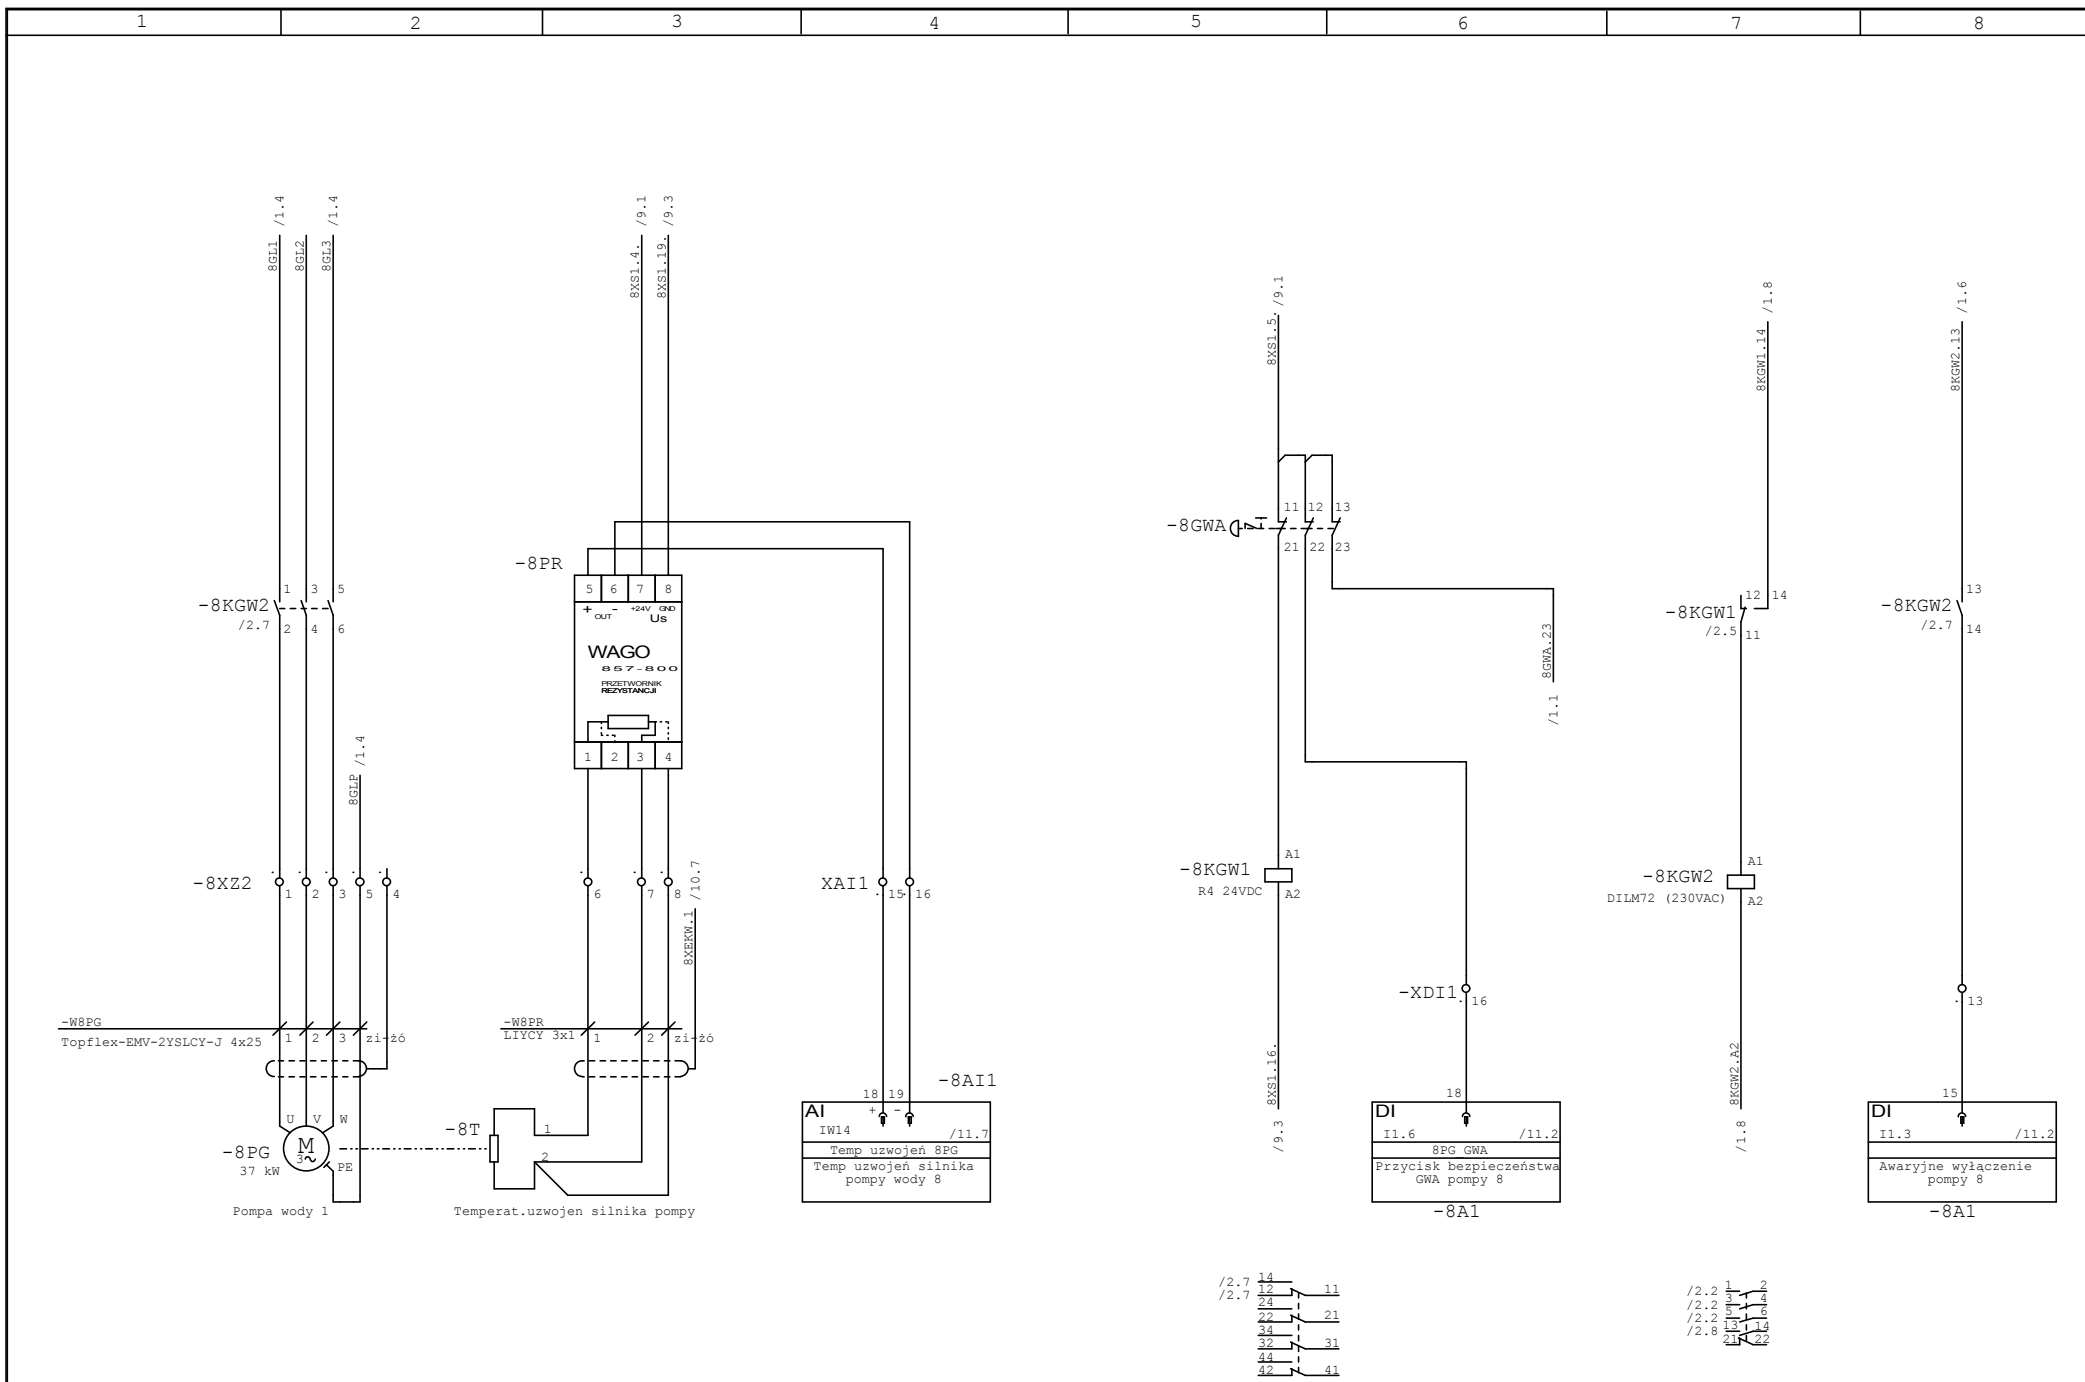 1 2 3 4 5 6 7 8
8GL1 /1.4
8GL2
8GL3 /1.4
8XS1.4. /9.1
8XS1.19. /9.3
8XS1.5. /9.1
8KGW1.14 /1.8
8KGW2.13 /1.6
-8GWA
11 12 13
21 22 23
8GWA.23
/1.1
-8KGW2
/2.7
1 3 5
2 4 6
-8PR
5 6 7 8
+ - +24V GND
OUT Us
WAGO
857-800
PRZETWORNIK
REZYSTANCJI
1 2 3 4
-8KGW1
/2.5
12 14
11
-8KGW2
/2.7
13
14
8GLP /1.4
-8XZ2
1 2 3 5 4
6 7 8
8XEKW.1 /10.7
XAI1
15 16
-8KGW1
R4 24VDC
A1
A2
-8KGW2
DILM72 (230VAC)
A1
A2
-XDI1
16
13
-W8PG
Topflex-EMV-2YSLCY-J 4x25
1 2 3 zi-żó
-W8PR
LIYCY 3x1
1 2 zi-żó
8XS1.16.
/9.3
8KGW2.A2
/1.8
-8PG
37 kW
U V W
M
3
PE
Pompa wody 1
-8T
1
2
Temperat.uzwojen silnika pompy
-8AI1
18 19
AI
+ -
IW14 /11.7
Temp uzwojeń 8PG
Temp uzwojeń silnika
pompy wody 8
18
DI
I1.6 /11.2
8PG GWA
Przycisk bezpieczeństwa
GWA pompy 8
-8A1
15
DI
I1.3 /11.2
Awaryjne wyłączenie
pompy 8
-8A1
/2.7 14
/2.7 12 11
24
22 21
34
32 31
44
42 41
/2.2 1 2
/2.2 3 4
/2.2 5 6
/2.8 13 14
21 22